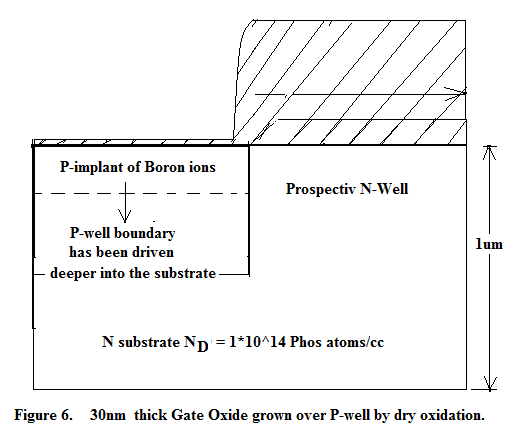 P-implant of Boron ions
Prospectiv N-Well
P-well boundary
has been driven
deeper into the substrate
1um
N substrate ND = 1*10^14 Phos atoms/cc
Figure 6. 30nm thick Gate Oxide grown over P-well by dry oxidation.